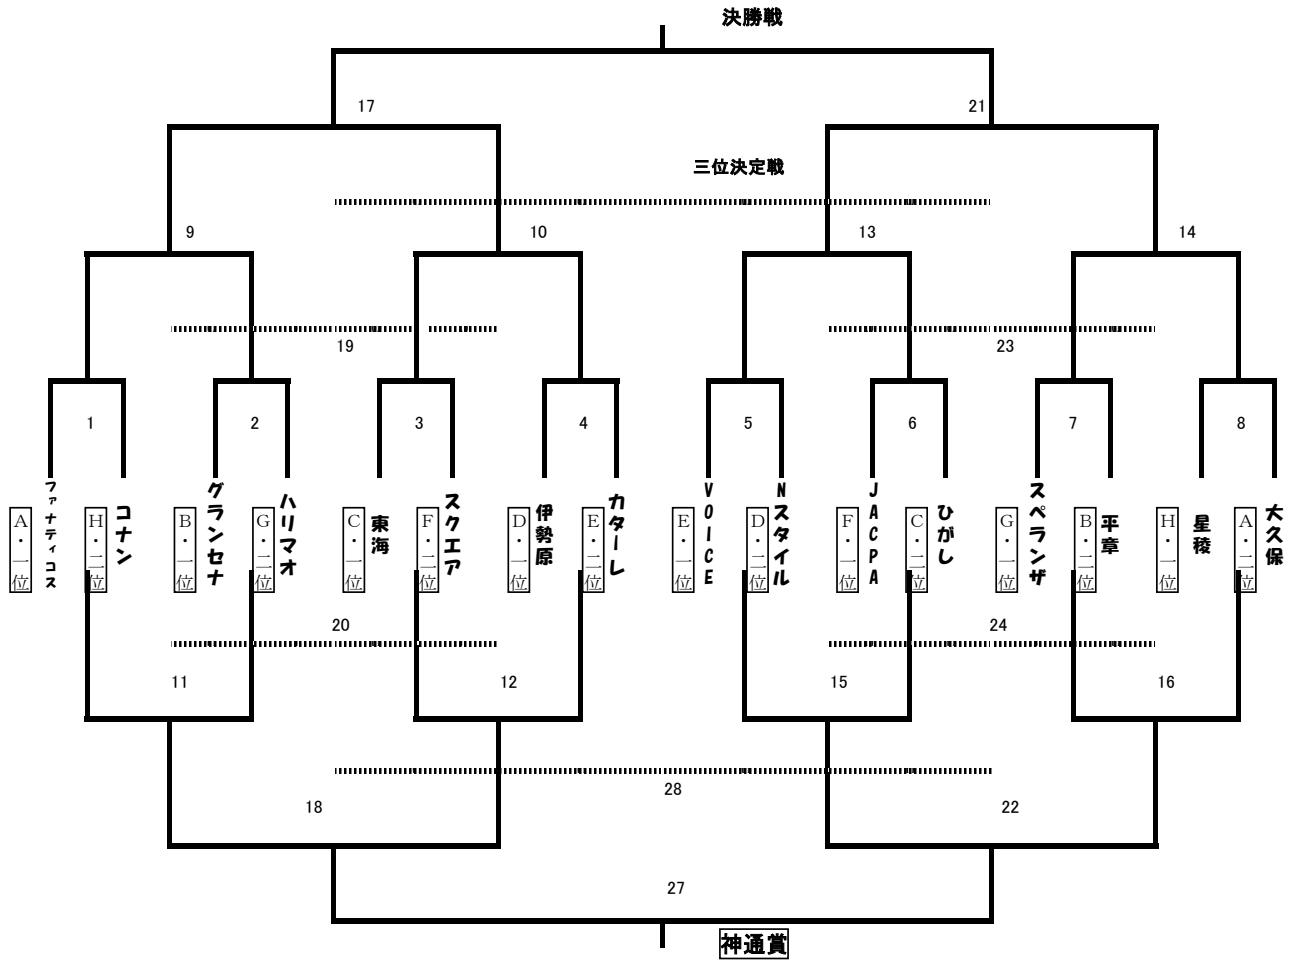 決勝戦
17
21
三位決定戦
9
10
13
14
19
23
1
2
3
4
5
6
7
8
A・一位
ファナティコス
H・二位
コナン
B・一位
グランセナ
G・二位
ハリマオ
C・一位
東海
F・二位
スクエア
D・一位
伊勢原
E・二位
カターレ
E・一位
VOICE
D・二位
Nスタイル
F・一位
JACPA
C・二位
ひがし
G・一位
スペランザ
B・二位
平章
H・一位
星稜
A・二位
大久保
20
24
11
12
15
16
28
18
22
27
神通賞